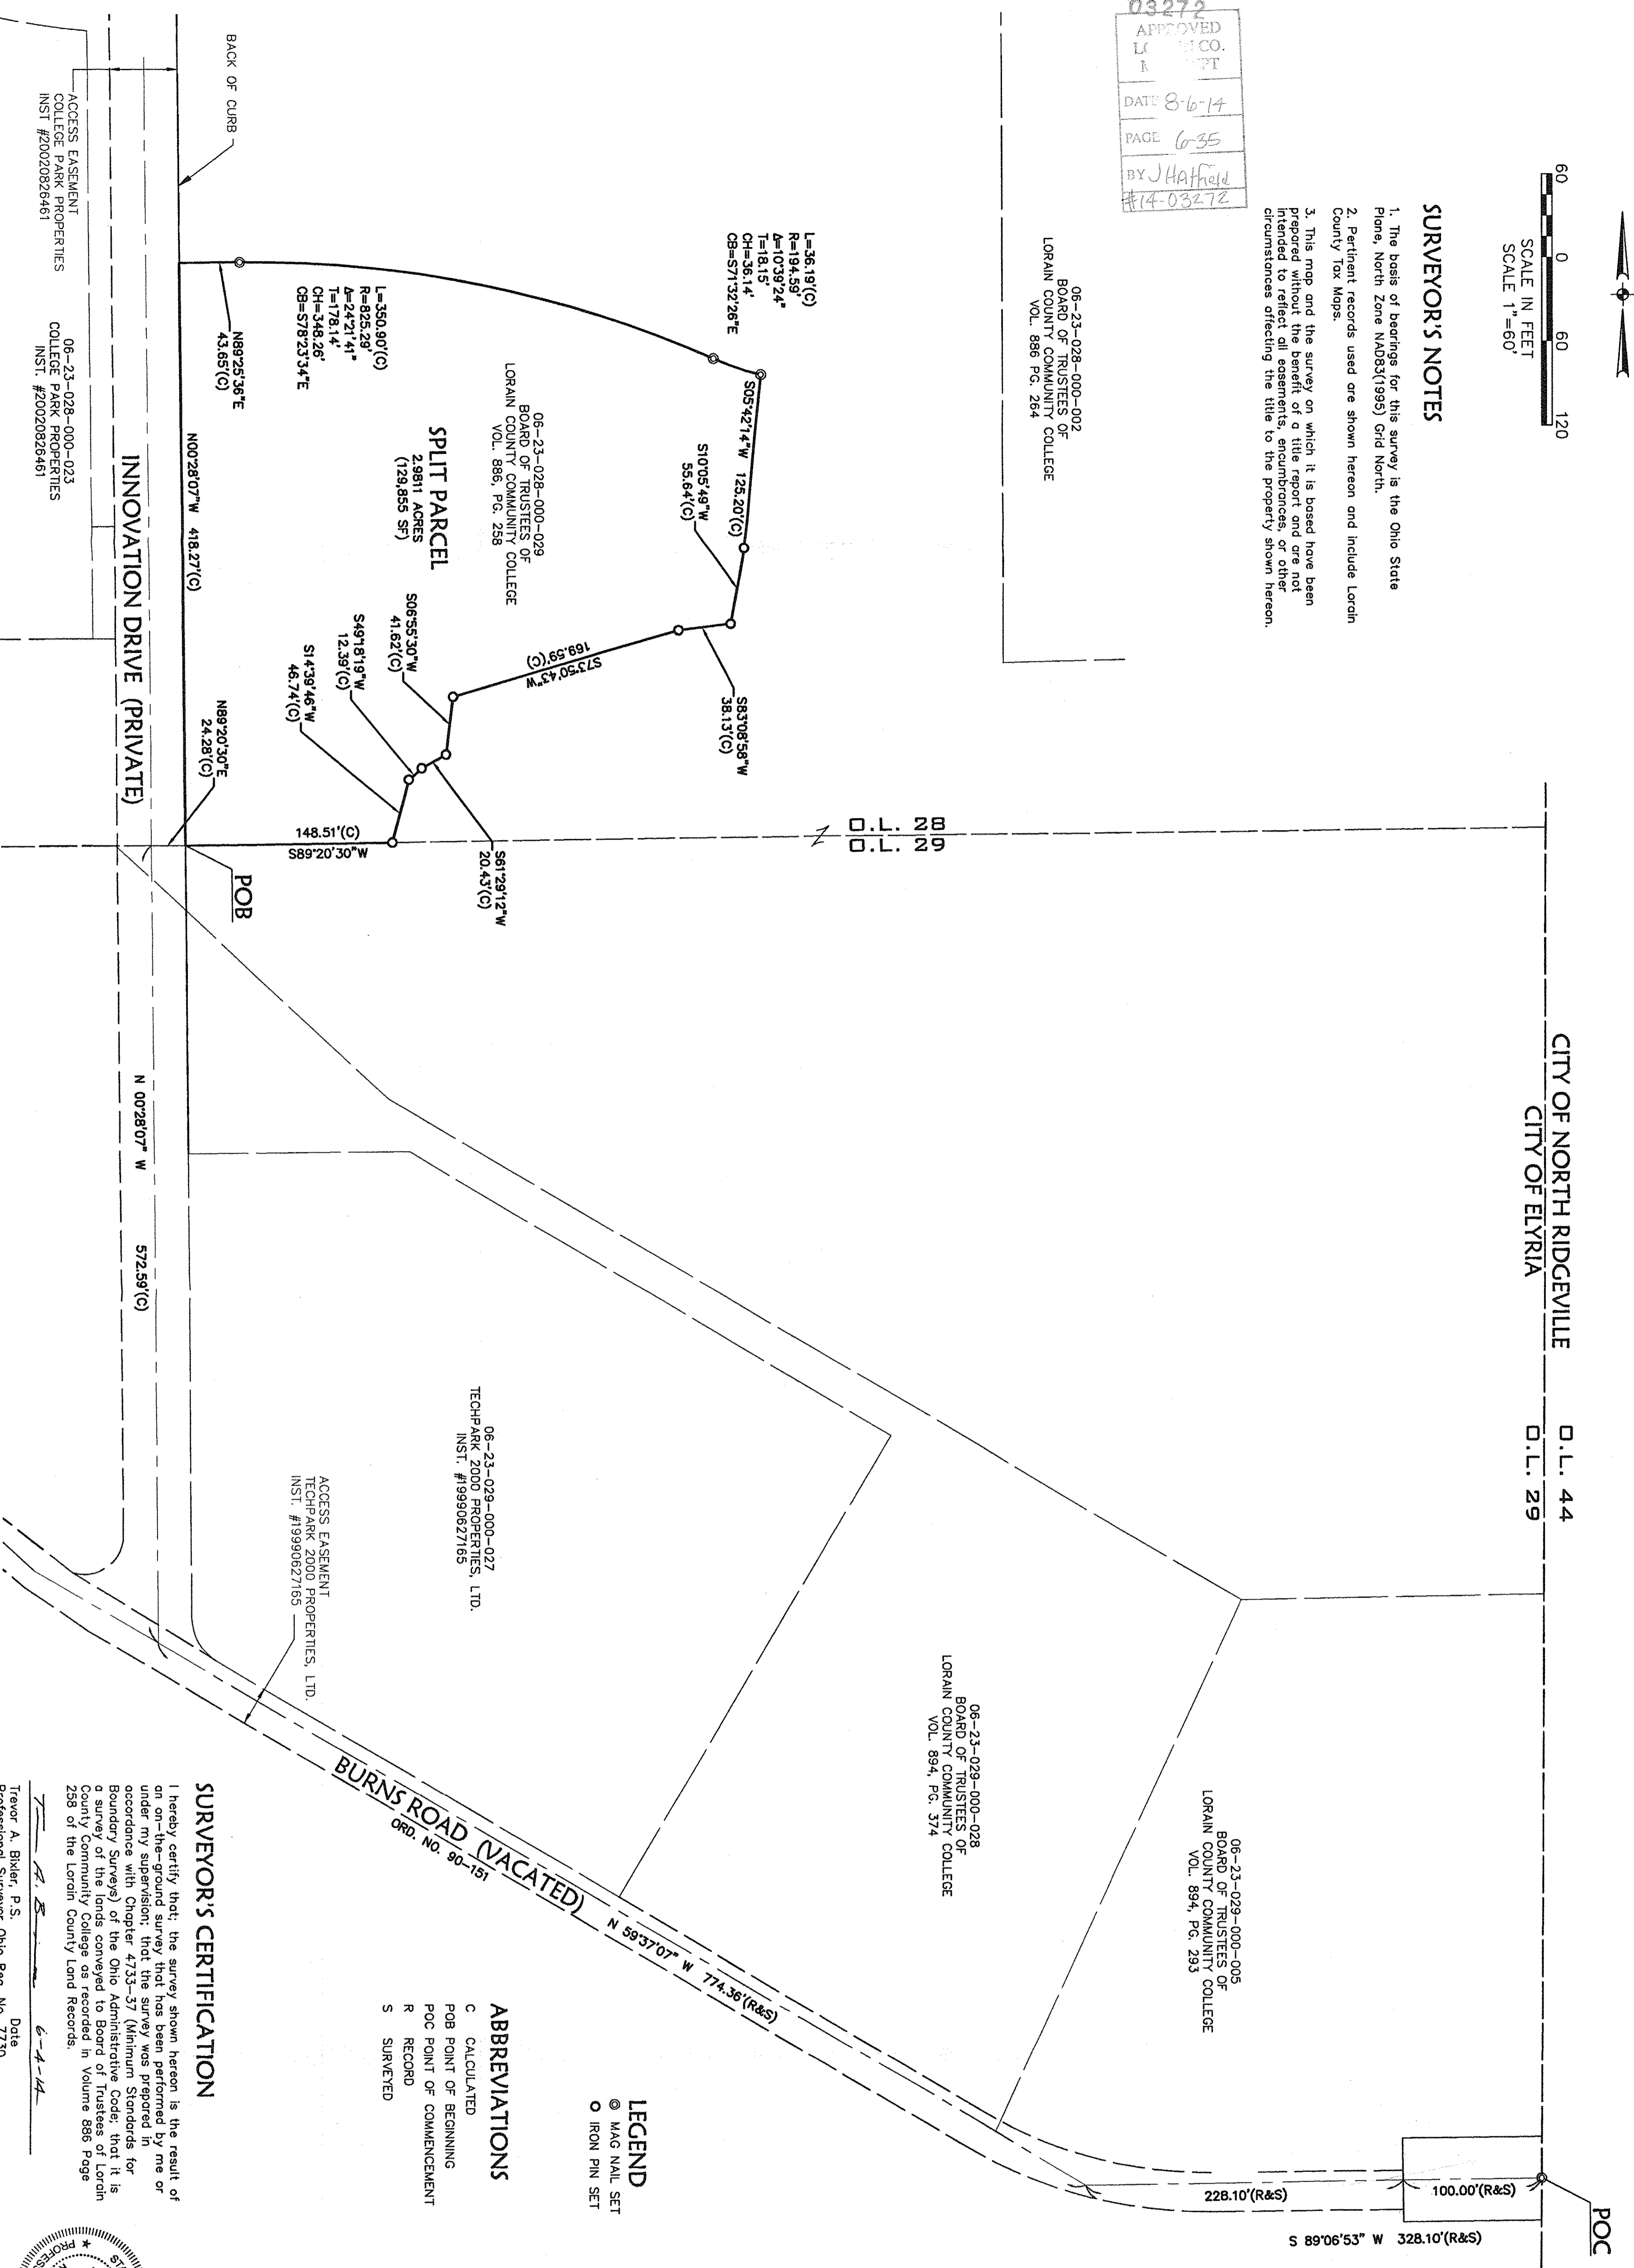 03272
APPROVED
CO.
DATE 8-6-14
PAGE 6-35
BY J HAtfield
#14-03272
60 0 60 120
SCALE IN FEET
SCALE 1"=60'
SURVEYOR'S NOTES
1. The basis of bearings for this survey is the Ohio State
Plane, North Zone NAD83(1995) Grid North.
2. Pertinent records used are shown hereon and include Lorain
County Tax Maps.
3. This map and the survey on which it is based have been
prepared without the benefit of a title report and are not
intended to reflect all easements, encumbrances, or other
circumstances affecting the title to the property shown hereon.
06-23-028-000-002
BOARD OF TRUSTEES OF
LORAIN COUNTY COMMUNITY COLLEGE
VOL. 886 PG. 264
L=36.19'(C)
R=194.59'
Δ=10°39'24"
T=18.15'
CH=36.14'
CB=S71°32'26"E
S05°42'14"W 125.20'(C)
S10°05'49"W
55.64'(C)
S83°08'58"W
38.13'(C)
S73°50'43"W
169.59'(C)
06-23-028-000-029
BOARD OF TRUSTEES OF
LORAIN COUNTY COMMUNITY COLLEGE
VOL. 886, PG. 258
SPLIT PARCEL
2.9811 ACRES
(129,855 SF)
L=350.90'(C)
R=825.29'
Δ=24°21'41"
T=178.14'
CH=348.26'
CB=S78°23'34"E
S06°55'30"W
41.62'(C)
S49°18'19"W
12.39'(C)
S14°39'46"W
46.74'(C)
S61°29'12"W
20.43'(C)
148.51'(C)
S89°20'30"W
N89°25'36"E
43.65'(C)
BACK OF CURB
N00°28'07"W 418.27'(C)
N89°20'30"E
24.28'(C)
POB
INNOVATION DRIVE (PRIVATE)
ACCESS EASEMENT
COLLEGE PARK PROPERTIES
INST #20020826461
06-23-028-000-023
COLLEGE PARK PROPERTIES
INST. #20020826461
N 00°28'07" W 572.59'(C)
O.L. 28
O.L. 29
CITY OF NORTH RIDGEVILLE
CITY OF ELYRIA
O.L. 44
O.L. 29
06-23-029-000-027
TECHPARK 2000 PROPERTIES, LTD.
INST. #19990627165
ACCESS EASEMENT
TECHPARK 2000 PROPERTIES, LTD.
INST. #19990627165
06-23-029-000-028
BOARD OF TRUSTEES OF
LORAIN COUNTY COMMUNITY COLLEGE
VOL. 894, PG. 374
06-23-029-000-005
BOARD OF TRUSTEES OF
LORAIN COUNTY COMMUNITY COLLEGE
VOL. 894, PG. 293
BURNS ROAD (VACATED)
ORD. NO. 90-151
N 59°37'07" W 774.36'(R&S)
228.10'(R&S)
100.00'(R&S)
S 89°06'53" W 328.10'(R&S)
POC
LEGEND
MAG NAIL SET
IRON PIN SET
ABBREVIATIONS
C CALCULATED
POB POINT OF BEGINNING
POC POINT OF COMMENCEMENT
R RECORD
S SURVEYED
SURVEYOR'S CERTIFICATION
I hereby certify that; the survey shown hereon is the result of
an on-the-ground survey that has been performed by me or
under my supervision; that the survey was prepared in
accordance with Chapter 4733-37 (Minimum Standards for
Boundary Surveys) of the Ohio Administrative Code; that it is
a survey of the lands conveyed to Board of Trustees of Lorain
County Community College as recorded in Volume 886 Page
258 of the Lorain County Land Records.
6-4-14
Trevor A. Bixler, P.S. Date
Professional Surveyor Ohio Reg. No. 7730